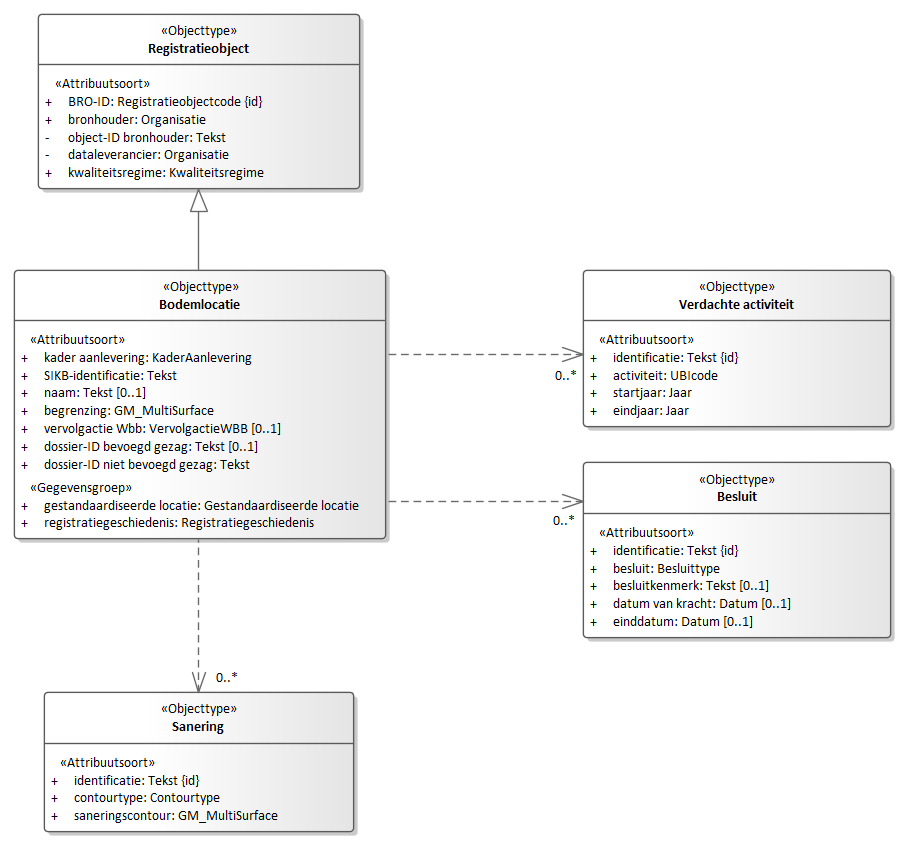 «Objecttype»
Registratieobject
«Attribuutsoort»
+ BRO-ID: Registratieobjectcode {id}
+ bronhouder: Organisatie
- object-ID bronhouder: Tekst
- dataleverancier: Organisatie
+ kwaliteitsregime: Kwaliteitsregime
«Objecttype»
Bodemlocatie
«Attribuutsoort»
+ kader aanlevering: KaderAanlevering
+ SIKB-identificatie: Tekst
+ naam: Tekst [0..1]
+ begrenzing: GM_MultiSurface
+ vervolgactie Wbb: VervolgactieWBB [0..1]
+ dossier-ID bevoegd gezag: Tekst [0..1]
+ dossier-ID niet bevoegd gezag: Tekst
«Gegevensgroep»
+ gestandaardiseerde locatie: Gestandaardiseerde locatie
+ registratiegeschiedenis: Registratiegeschiedenis
0..*
«Objecttype»
Verdachte activiteit
«Attribuutsoort»
+ identificatie: Tekst {id}
+ activiteit: UBIcode
+ startjaar: Jaar
+ eindjaar: Jaar
0..*
«Objecttype»
Besluit
«Attribuutsoort»
+ identificatie: Tekst {id}
+ besluit: Besluittype
+ besluitkenmerk: Tekst [0..1]
+ datum van kracht: Datum [0..1]
+ einddatum: Datum [0..1]
0..*
«Objecttype»
Sanering
«Attribuutsoort»
+ identificatie: Tekst {id}
+ contourtype: Contourtype
+ saneringscontour: GM_MultiSurface